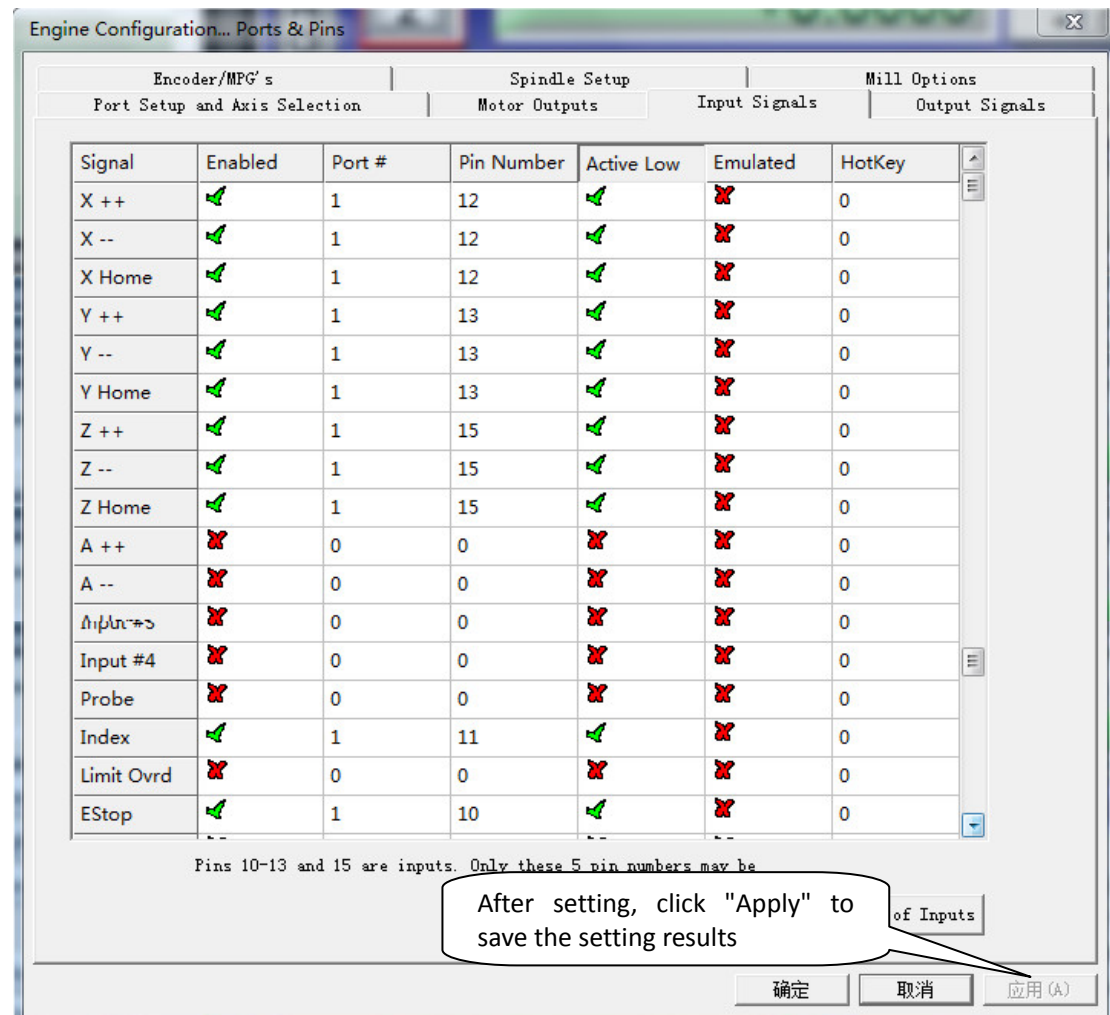 Engine Configuration... Ports & Pins
Encoder/MPG's Spindle Setup Mill Options
Port Setup and Axis Selection Motor Outputs Input Signals Output Signals
Signal Enabled Port # Pin Number Active Low Emulated HotKey
X ++ 1 12 0
X -- 1 12 0
X Home 1 12 0
Y ++ 1 13 0
Y -- 1 13 0
Y Home 1 13 0
Z ++ 1 15 0
Z -- 1 15 0
Z Home 1 15 0
A ++ 0 0 0
A -- 0 0 0
0 0 0
Input #4 0 0 0
Probe 0 0 0
Index 1 11 0
Limit Ovrd 0 0 0
EStop 1 10 0
Pins 10-13 and 15 are inputs. Only these 5 pin numbers may be
After setting, click "Apply" to
save the setting results
of Inputs
确定 取消 应用(A)